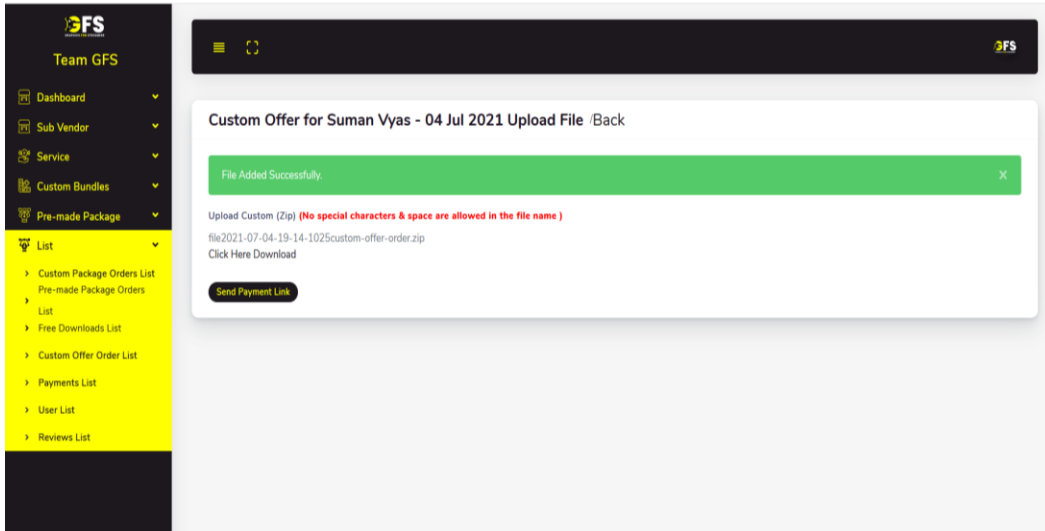 GFS
Team GFS
Dashboard
Sub Vendor
Service
Custom Bundles
Pre-made Package
List
Custom Package Orders List
Pre-made Package Orders
List
Free Downloads List
Custom Offer Order List
Payments List
User List
Reviews List
GFS
Custom Offer for Suman Vyas - 04 Jul 2021 Upload File /Back
File Added Successfully. X
Upload Custom (Zip) (No special characters & space are allowed in the file name )
file2021-07-04-19-14-1025custom-offer-order.zip
Click Here Download
Send Payment Link